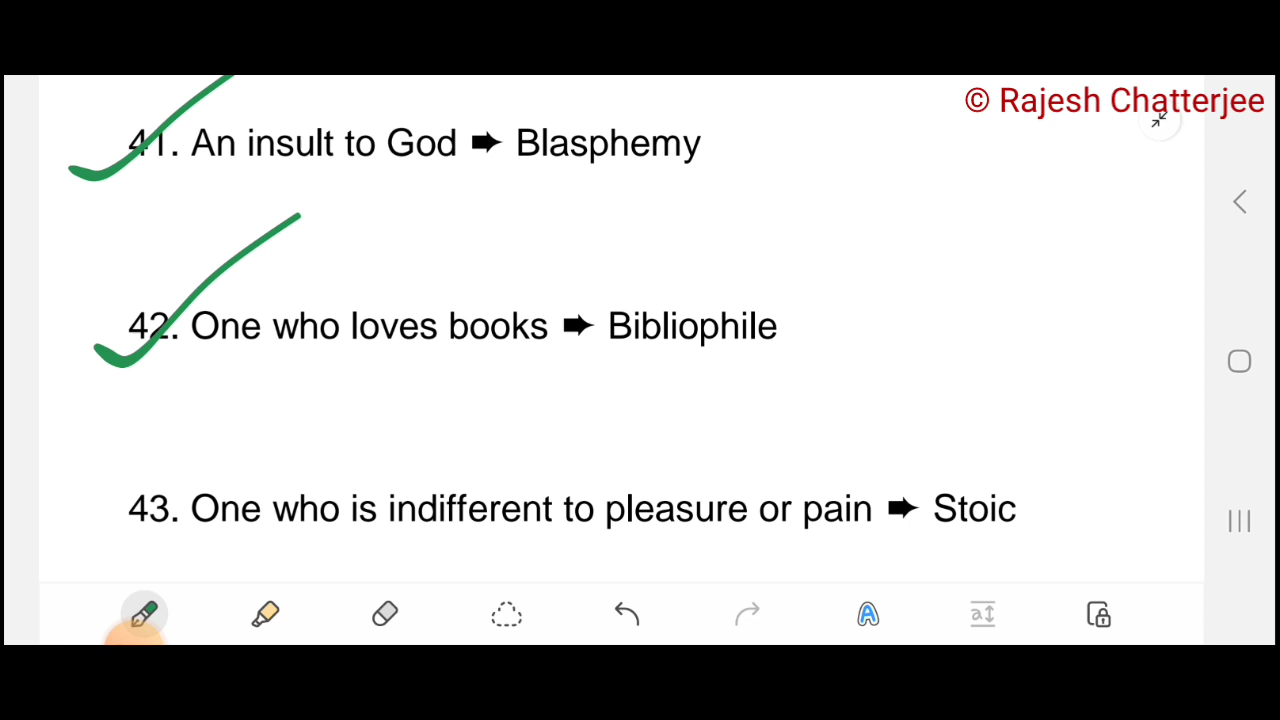 © Rajesh Chatterjee
41. An insult to God ➨ Blasphemy
42. One who loves books ➨ Bibliophile
43. One who is indifferent to pleasure or pain ➨ Stoic